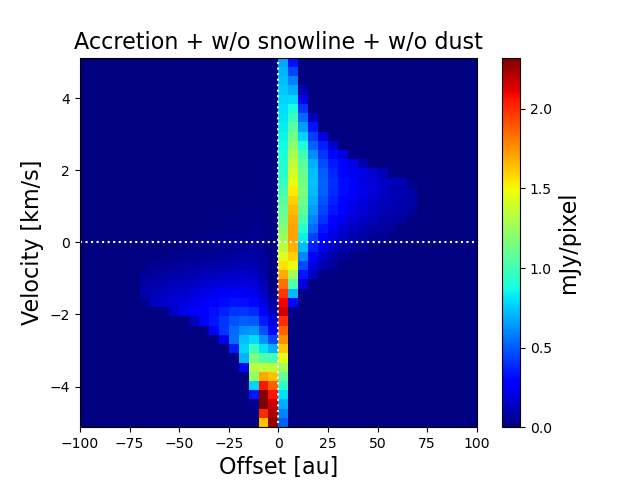 Accretion + w/o snowline + w/o dust
Velocity [km/s]
4
2
0
−2
−4
−100 −75 −50 −25 0 25 50 75 100
Offset [au]
2.0
1.5
1.0
0.5
0.0
mJy/pixel